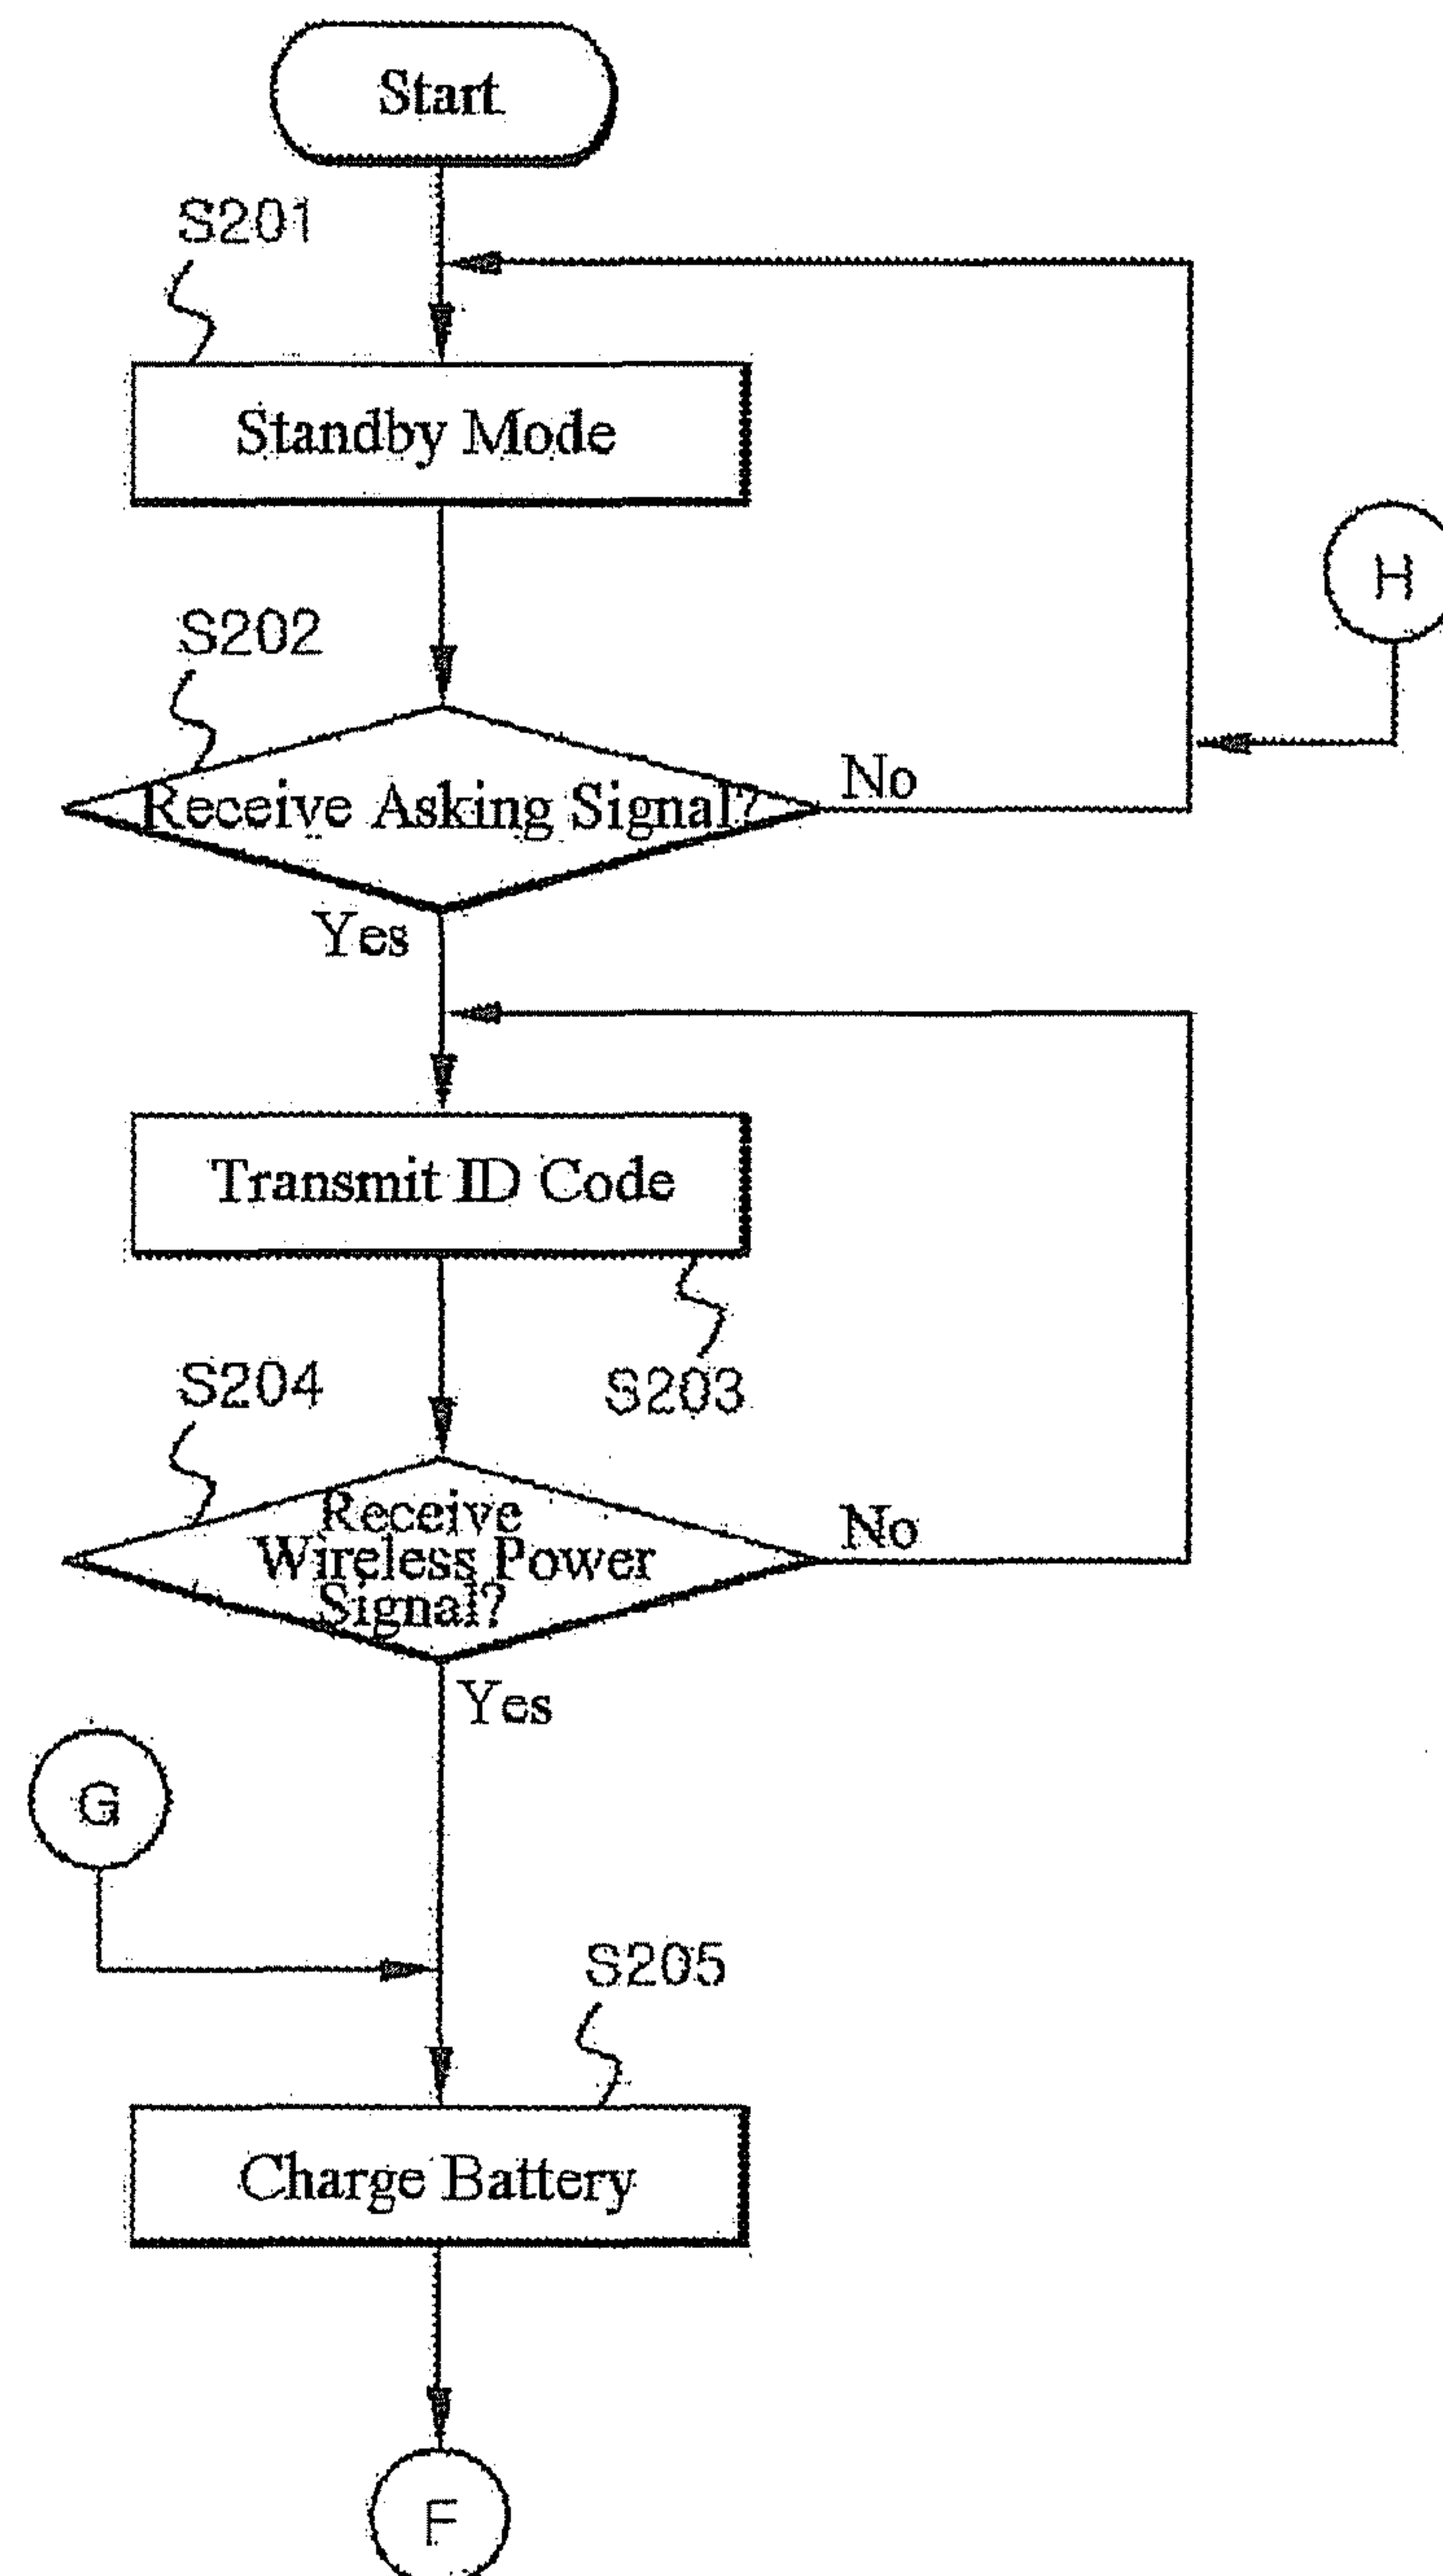 Start
S201
Standby Mode
H
S202
Receive Asking Signal?
No
Yes
Transmit ID Code
S203
S204
Receive
Wireless Power
Signal?
No
Yes
G
S205
Charge Battery
F